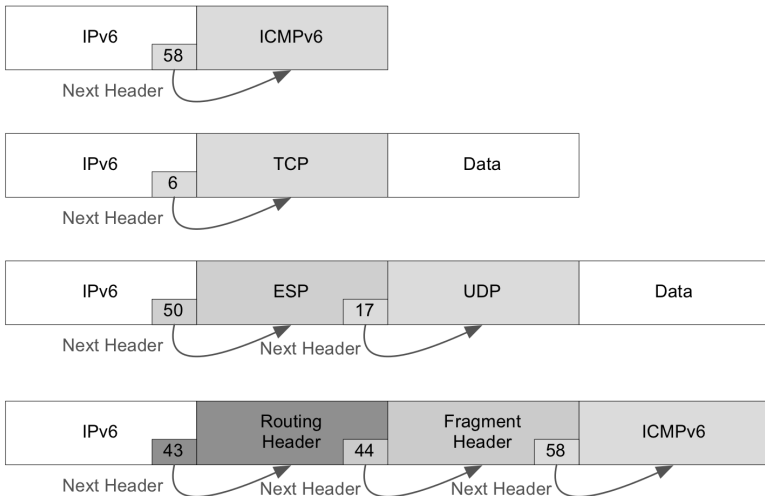 IPv6
ICMPv6
58
Next Header
IPv6
TCP
Data
6
Next Header
IPv6
ESP
UDP
Data
50
17
Next Header
Next Header
IPv6
Routing
Header
Fragment
Header
ICMPv6
43
44
58
Next Header
Next Header
Next Header